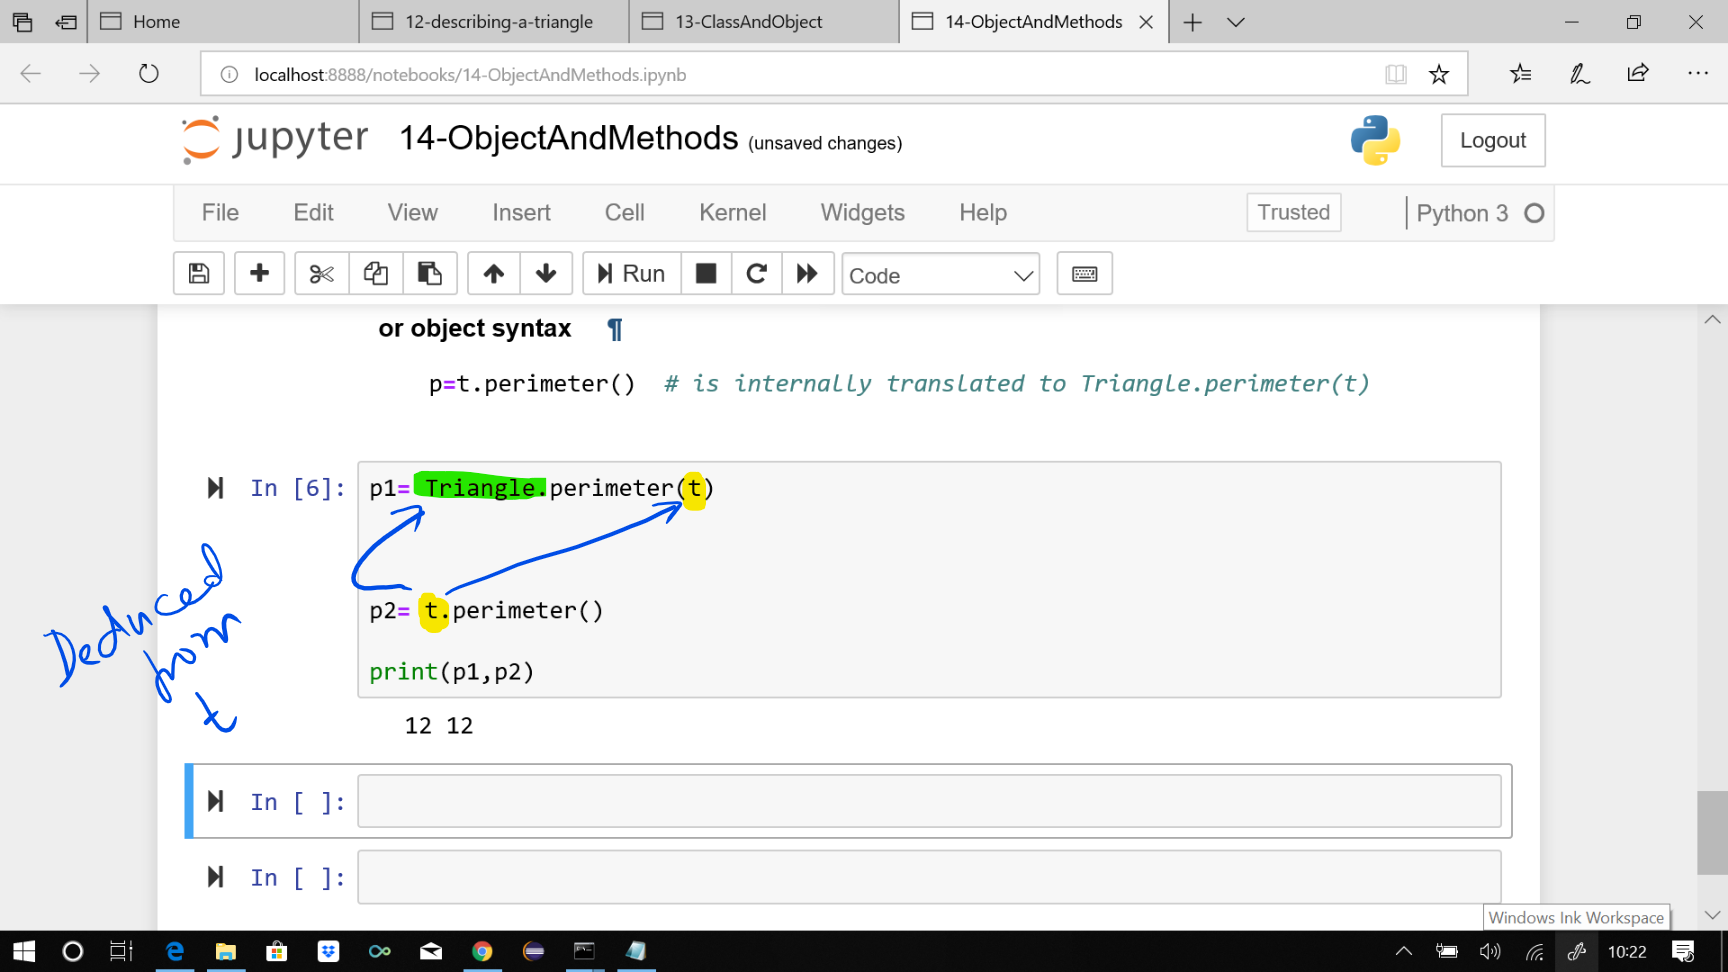 Home
12-describing-a-triangle
13-ClassAndObject
14-ObjectAndMethods
localhost:8888/notebooks/14-ObjectAndMethods.ipynb
jupyter 14-ObjectAndMethods (unsaved changes)
Logout
File Edit View Insert Cell Kernel Widgets Help Trusted Python 3
Run Code
or object syntax ¶
p=t.perimeter() # is internally translated to Triangle.perimeter(t)
In [6]: p1= Triangle.perimeter(t)
p2= t.perimeter()
print(p1,p2)
Deduced
from
t
12 12
In [ ]:
In [ ]:
Windows Ink Workspace
10:22